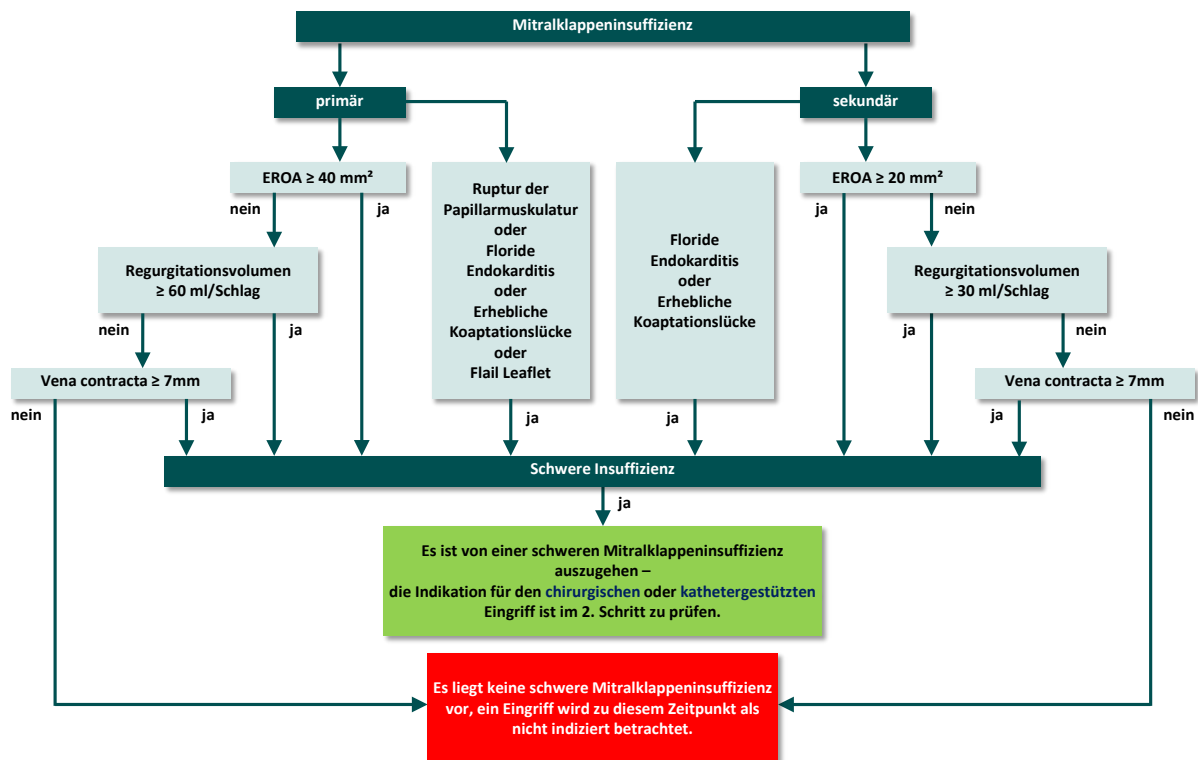 Mitralklappeninsuffizienz
primär
sekundär
EROA ≥ 40 mm²
nein
ja
Regurgitationsvolumen
≥ 60 ml/Schlag
nein
ja
Vena contracta ≥ 7mm
nein
ja
Ruptur der
Papillarmuskulatur
oder
Floride
Endokarditis
oder
Erhebliche
Koaptationslücke
oder
Flail Leaflet
ja
Floride
Endokarditis
oder
Erhebliche
Koaptationslücke
ja
EROA ≥ 20 mm²
ja
nein
Regurgitationsvolumen
≥ 30 ml/Schlag
ja
nein
Vena contracta ≥ 7mm
ja
nein
Schwere Insuffizienz
ja
Es ist von einer schweren Mitralklappeninsuffizienz
auszugehen –
die Indikation für den chirurgischen oder kathetergestützten
Eingriff ist im 2. Schritt zu prüfen.
Es liegt keine schwere Mitralklappeninsuffizienz
vor, ein Eingriff wird zu diesem Zeitpunkt als
nicht indiziert betrachtet.